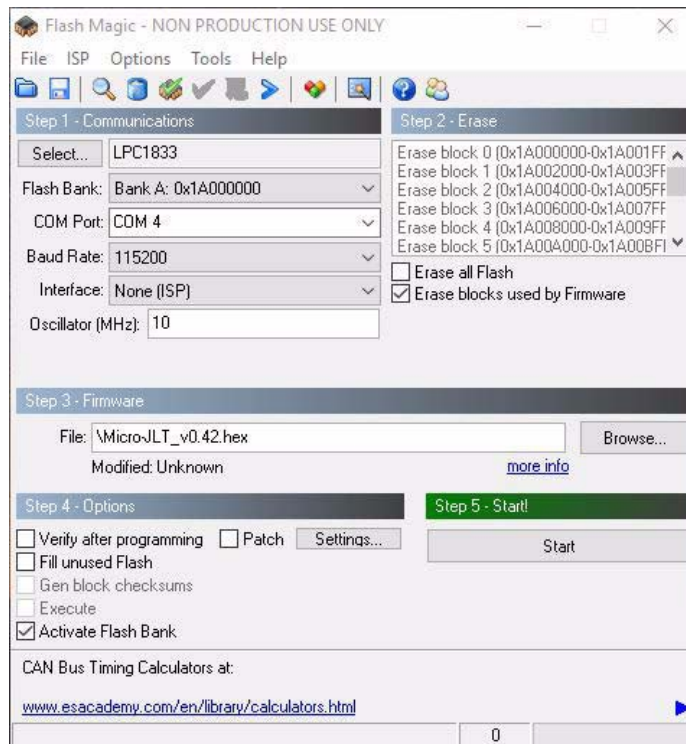 Flash Magic - NON PRODUCTION USE ONLY
File ISP Options Tools Help
Step 1 - Communications
Select... LPC1833
Flash Bank: Bank A: 0x1A000000
COM Port: COM 4
Baud Rate: 115200
Interface: None (ISP)
Oscillator (MHz): 10
Step 2 - Erase
Erase block 0 (0x1A000000-0x1A001FF
Erase block 1 (0x1A002000-0x1A003FF
Erase block 2 (0x1A004000-0x1A005FF
Erase block 3 (0x1A006000-0x1A007FF
Erase block 4 (0x1A008000-0x1A009FF
Erase block 5 (0x1A00A000-0x1A00BFI
Erase all Flash
Erase blocks used by Firmware
Step 3 - Firmware
File: \Micro-JLT_v0.42.hex Browse...
Modified: Unknown more info
Step 4 - Options
Verify after programming Patch Settings...
Fill unused Flash
Gen block checksums
Execute
Activate Flash Bank
Step 5 - Start!
Start
CAN Bus Timing Calculators at:
www.esacademy.com/en/library/calculators.html
0